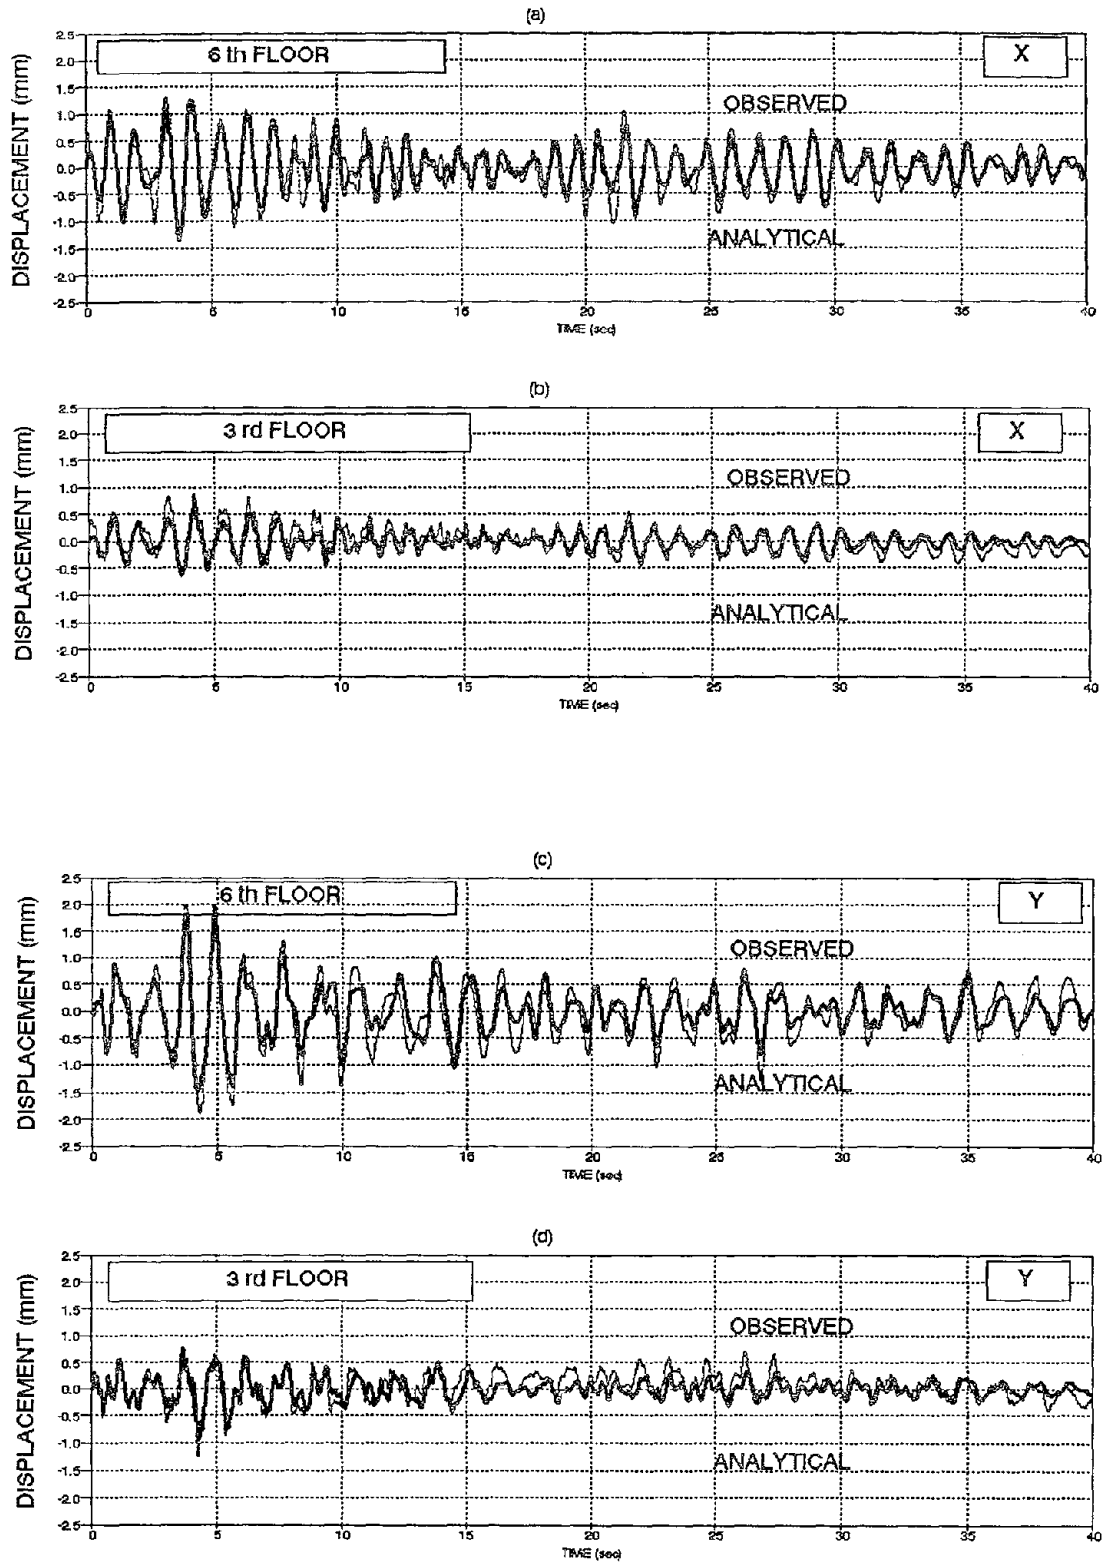 (a)
6 th FLOOR
X
OBSERVED
ANALYTICAL
DISPLACEMENT (mm)
2.5
2.0
1.5
1.0
0.5
0.0
-0.5
-1.0
-1.5
-2.0
-2.5
0 5 10 15 20 25 30 35 40
TIME (sec)
(b)
3 rd FLOOR
X
OBSERVED
ANALYTICAL
DISPLACEMENT (mm)
2.5
2.0
1.5
1.0
0.5
0.0
-0.5
-1.0
-1.5
-2.0
-2.5
0 5 10 15 20 25 30 35 40
TIME (sec)
(c)
6 th FLOOR
Y
OBSERVED
ANALYTICAL
DISPLACEMENT (mm)
2.5
2.0
1.5
1.0
0.5
0.0
-0.5
-1.0
-1.5
-2.0
-2.5
0 5 10 15 20 25 30 35 40
TIME (sec)
(d)
3 rd FLOOR
Y
OBSERVED
ANALYTICAL
DISPLACEMENT (mm)
2.5
2.0
1.5
1.0
0.5
0.0
-0.5
-1.0
-1.5
-2.0
-2.5
0 5 10 15 20 25 30 35 40
TIME (sec)